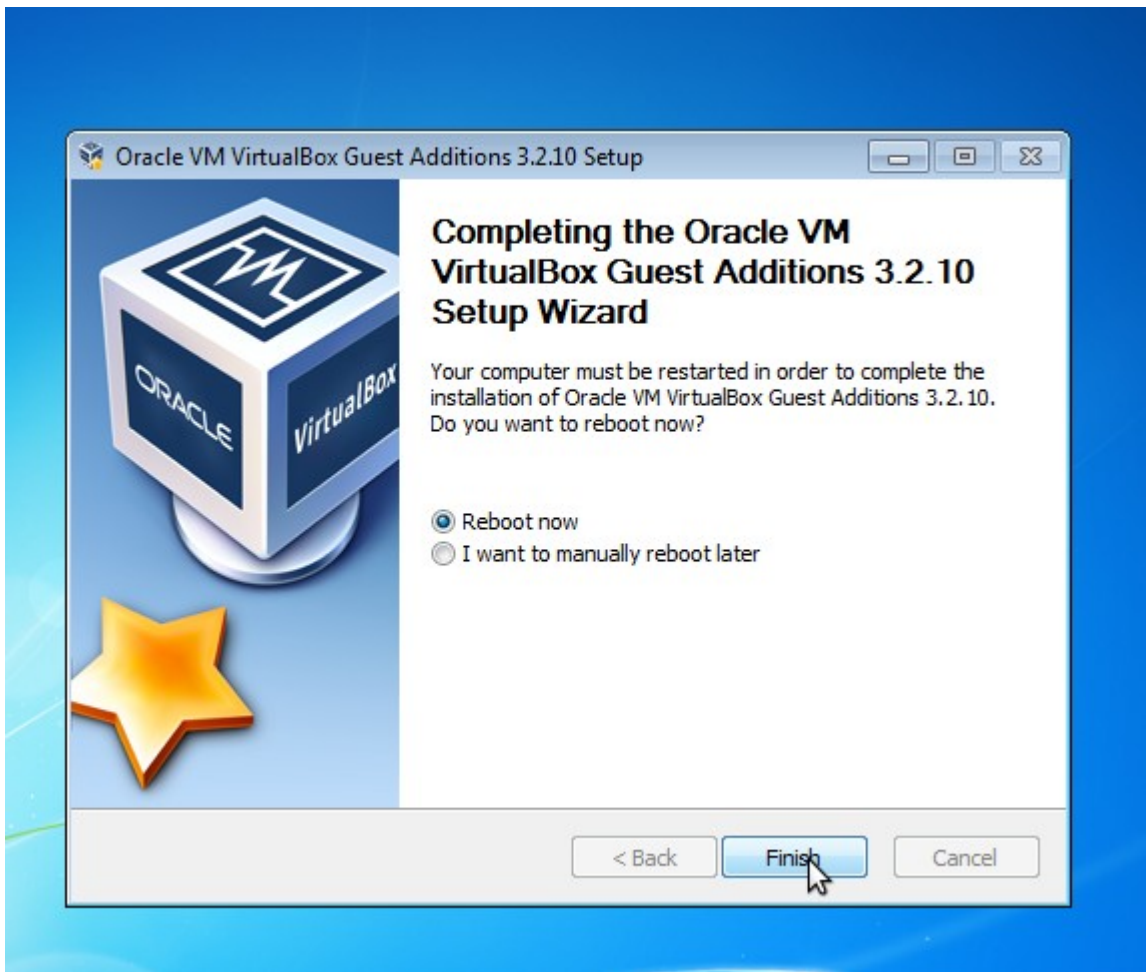 Oracle VM VirtualBox Guest Additions 3.2.10 Setup
Completing the Oracle VM
VirtualBox Guest Additions 3.2.10
Setup Wizard
Your computer must be restarted in order to complete the
installation of Oracle VM VirtualBox Guest Additions 3.2.10.
Do you want to reboot now?
ORACLE
VirtualBox
Reboot now
I want to manually reboot later
< Back
Finish
Cancel